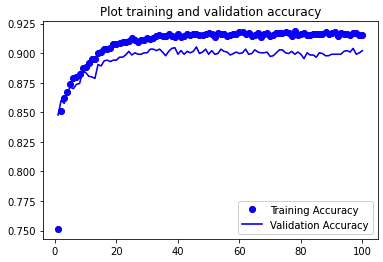 Plot training and validation accuracy
0.925
0.900
0.875
0.850
0.825
0.800
0.775
0.750
Training Accuracy
Validation Accuracy
0 20 40 60 80 100